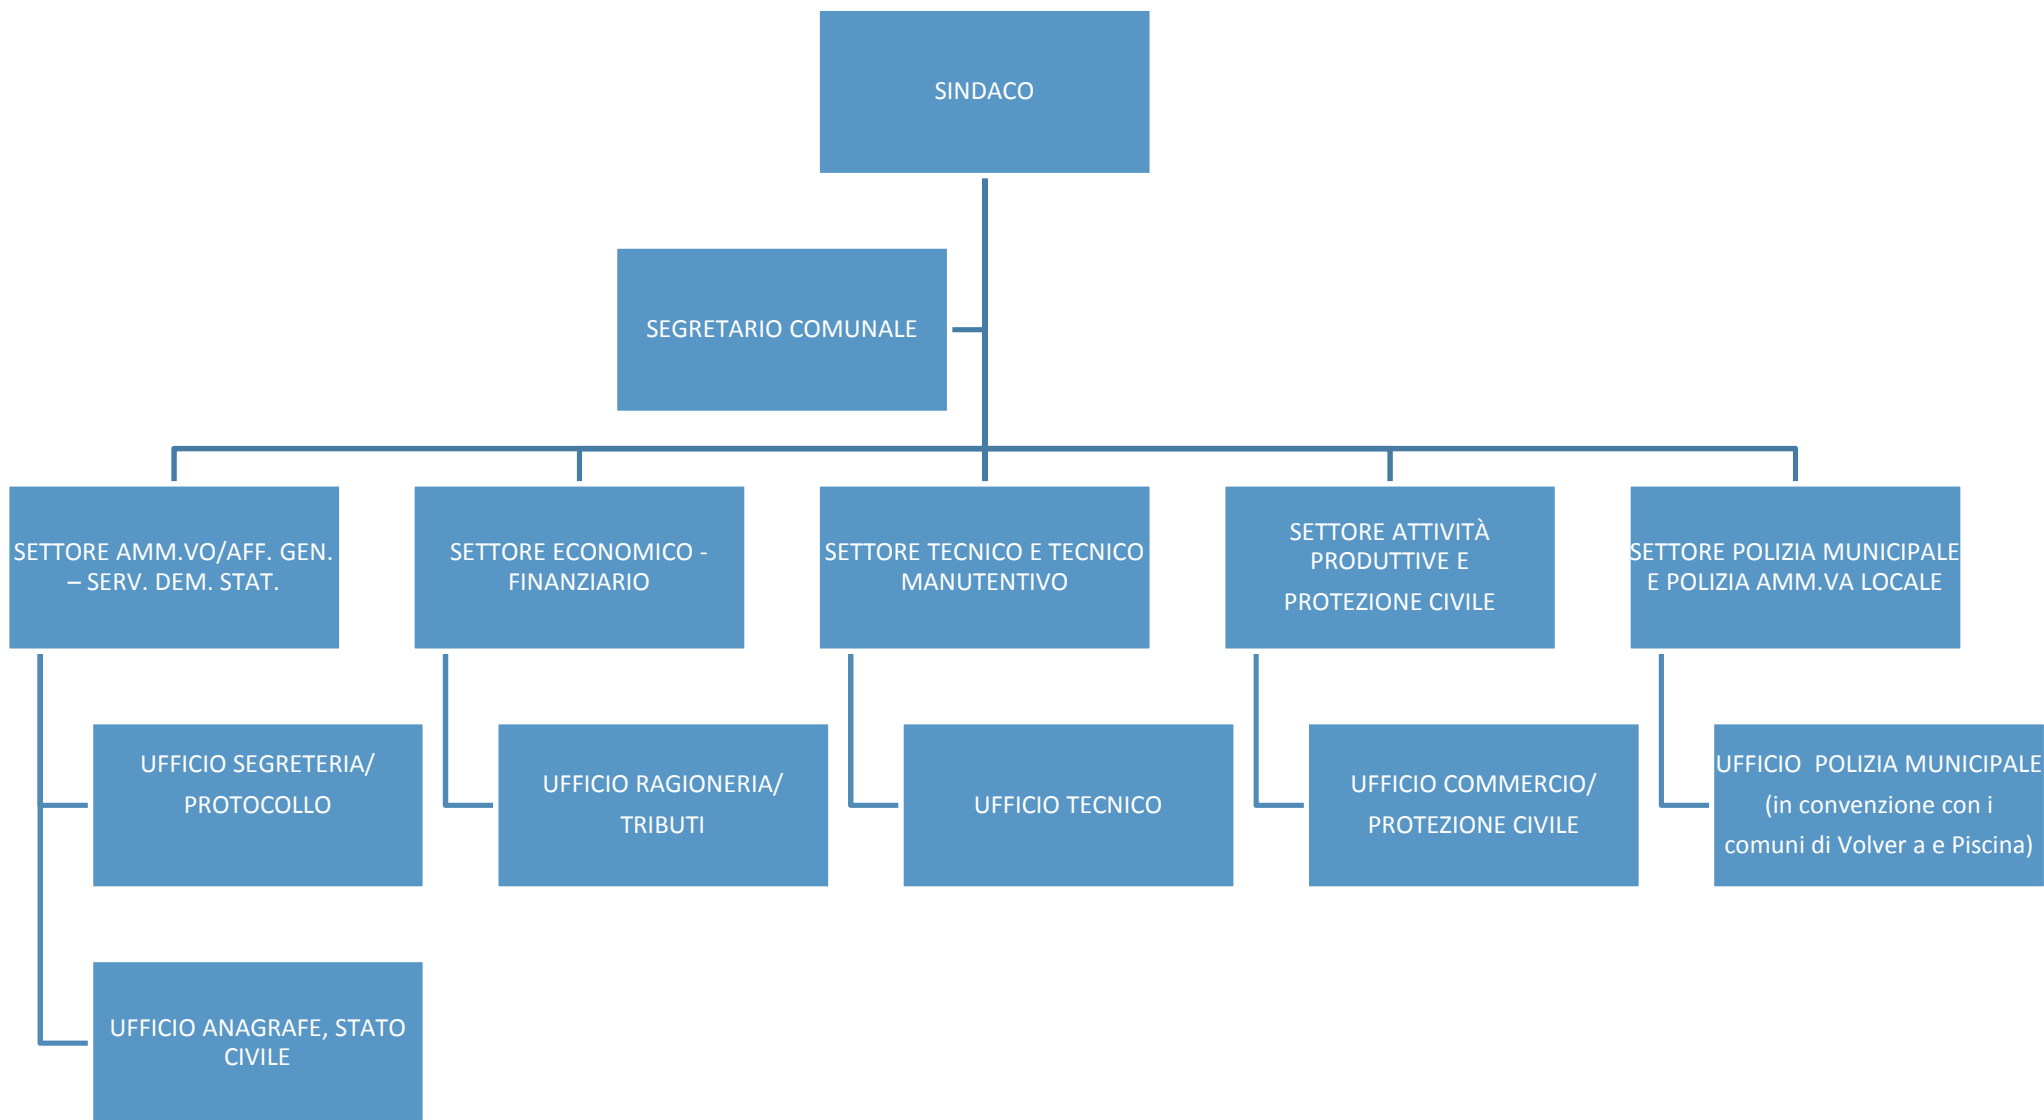 SINDACO
SEGRETARIO COMUNALE
SETTORE AMM.VO/AFF. GEN.
– SERV. DEM. STAT.
SETTORE ECONOMICO -
FINANZIARIO
SETTORE TECNICO E TECNICO
MANUTENTIVO
SETTORE ATTIVITÀ
PRODUTTIVE E
PROTEZIONE CIVILE
SETTORE POLIZIA MUNICIPALE
E POLIZIA AMM.VA LOCALE
UFFICIO SEGRETERIA/
PROTOCOLLO
UFFICIO RAGIONERIA/
TRIBUTI
UFFICIO TECNICO
UFFICIO COMMERCIO/
PROTEZIONE CIVILE
UFFICIO  POLIZIA MUNICIPALE
(in convenzione con i
comuni di Volver a e Piscina)
UFFICIO ANAGRAFE, STATO
CIVILE